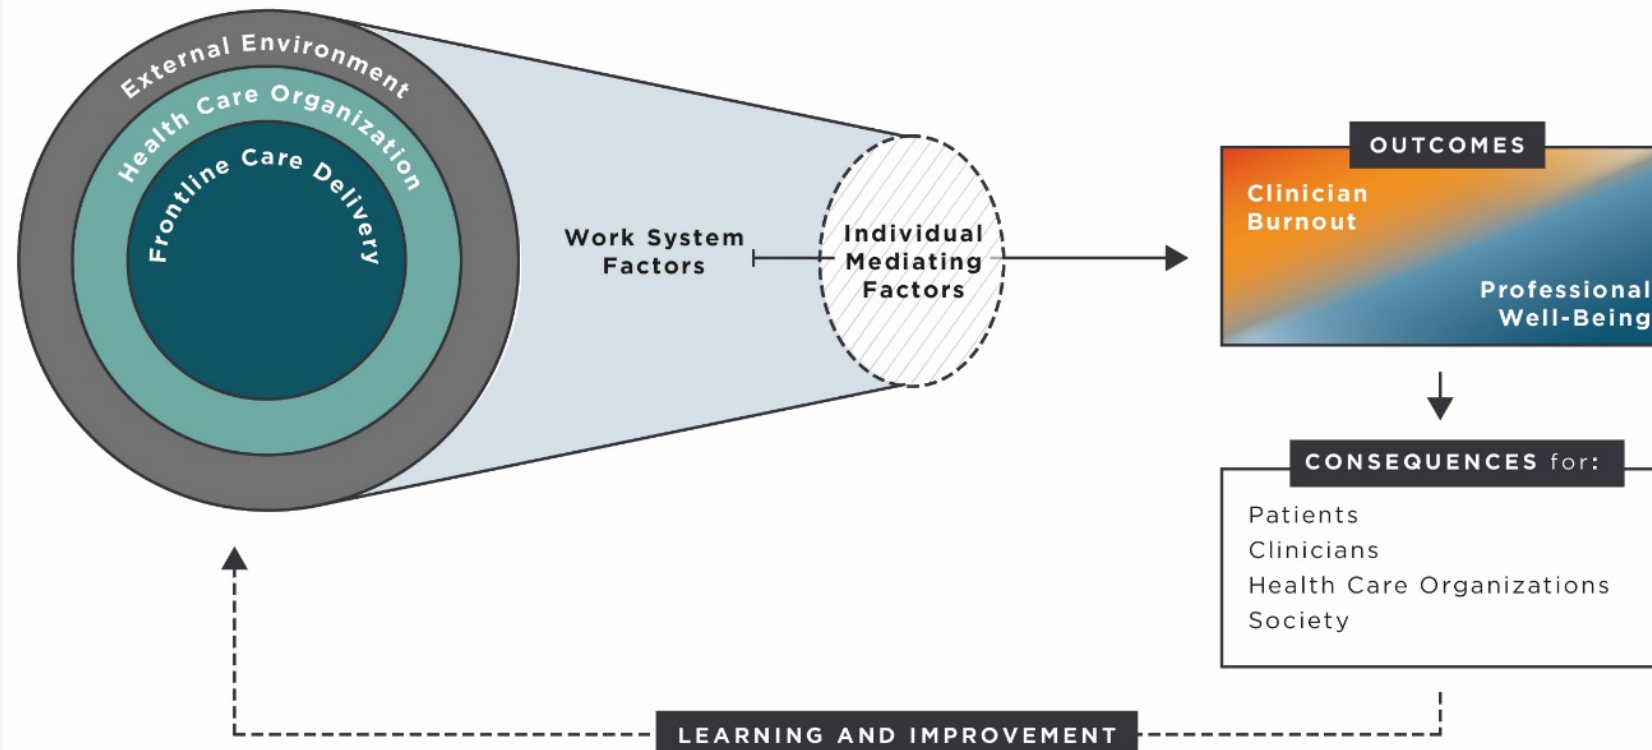 External Environment
Health Care Organization
Frontline Care Delivery
Work System
Factors
Individual
Mediating
Factors
OUTCOMES
Clinician
Burnout
Professional
Well-Being
CONSEQUENCES for:
Patients
Clinicians
Health Care Organizations
Society
LEARNING AND IMPROVEMENT